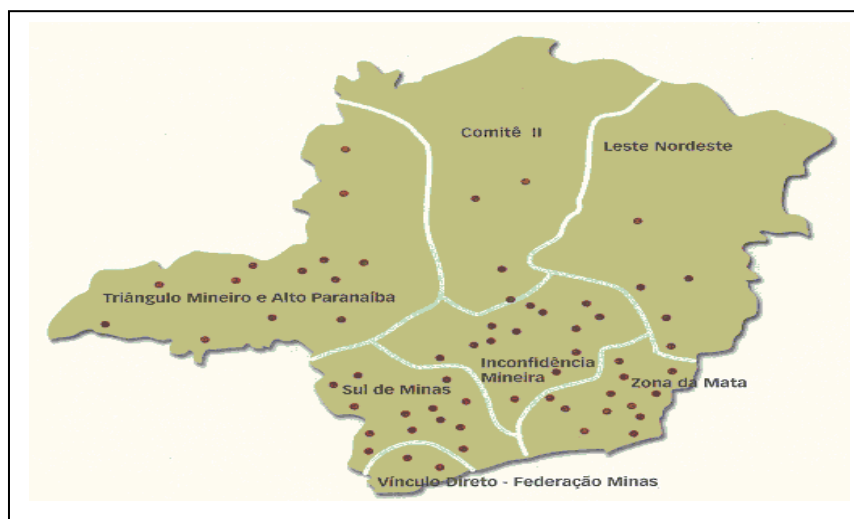 Comitê II
Leste Nordeste
Triângulo Mineiro e Alto Paranaíba
Inconfidência
Mineira
Zona da Mata
Sul de Minas
Vínculo Direto - Federação Minas